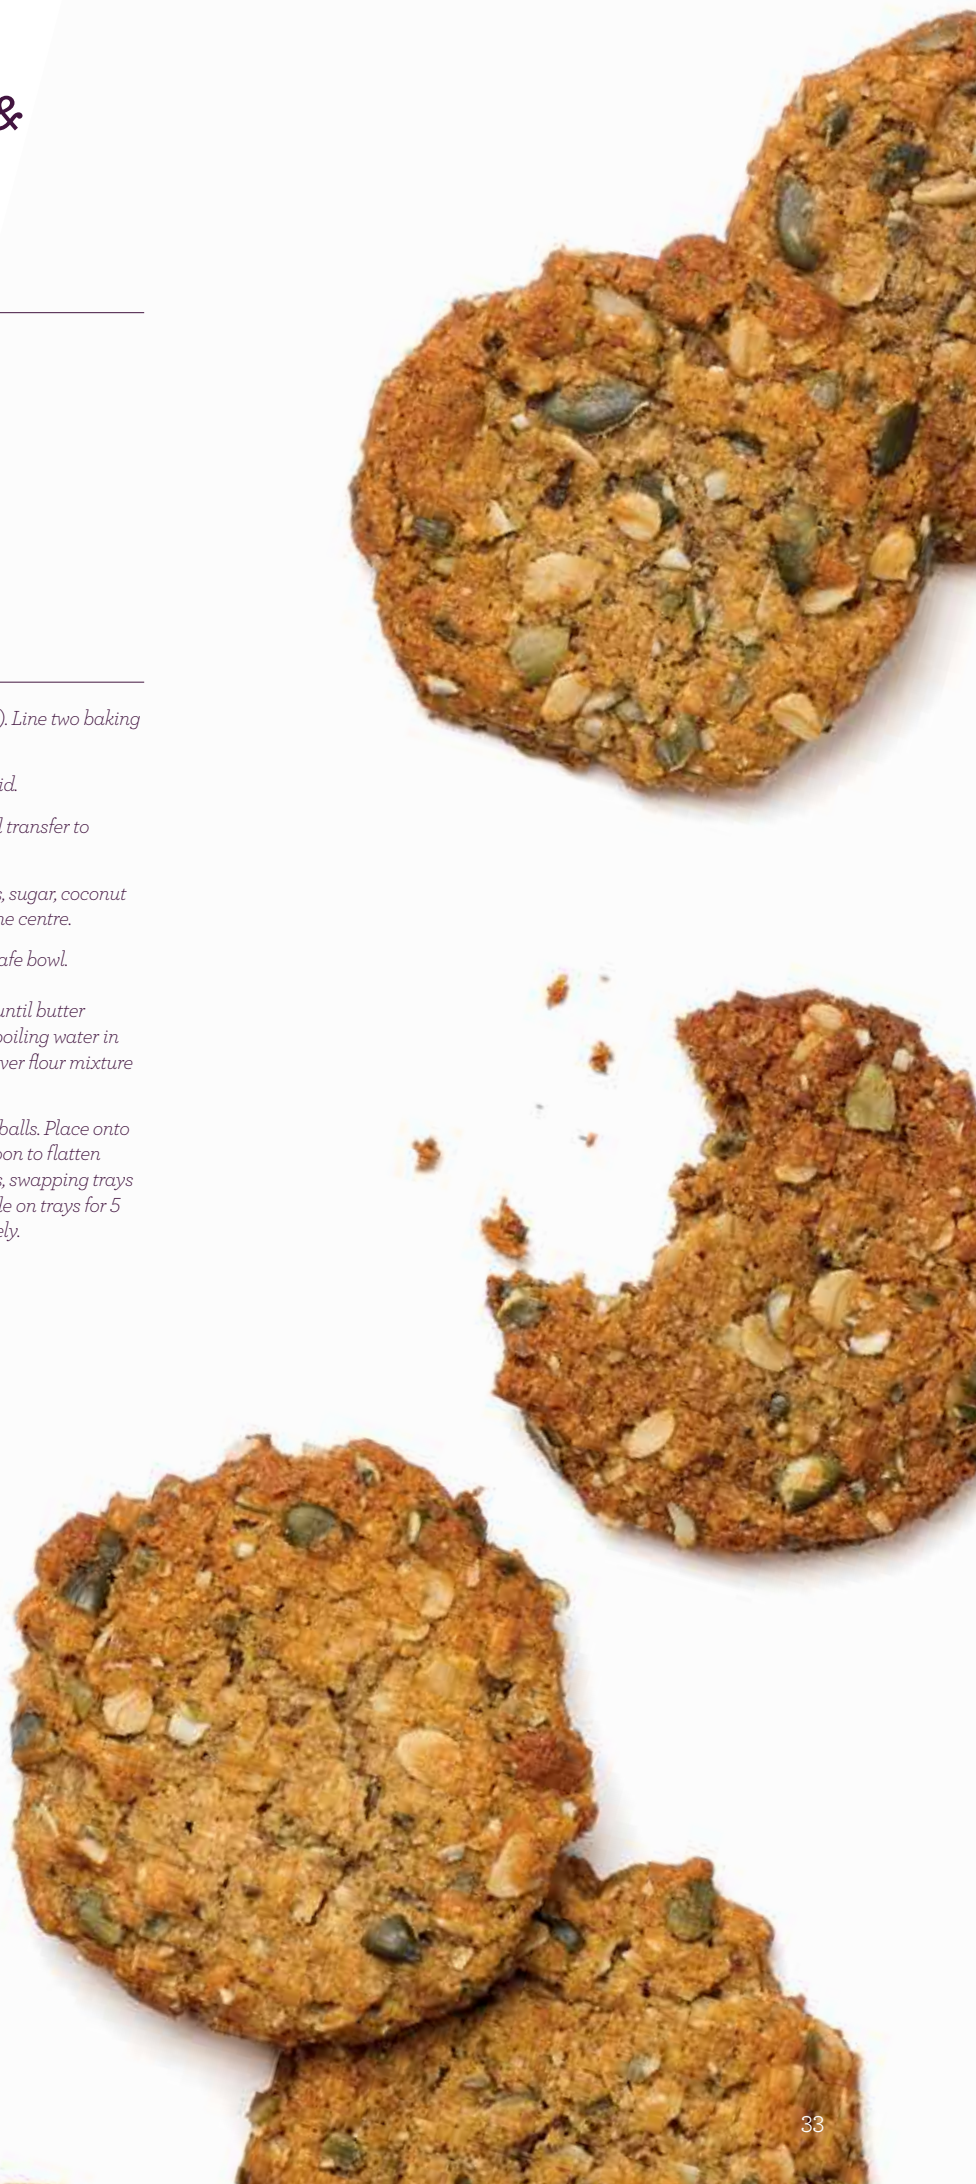 &
). Line two baking
id.
l transfer to
s, sugar, coconut
ne centre.
afe bowl.
until butter
boiling water in
ver flour mixture
balls. Place onto
oon to flatten
s, swapping trays
le on trays for 5
ely.
33